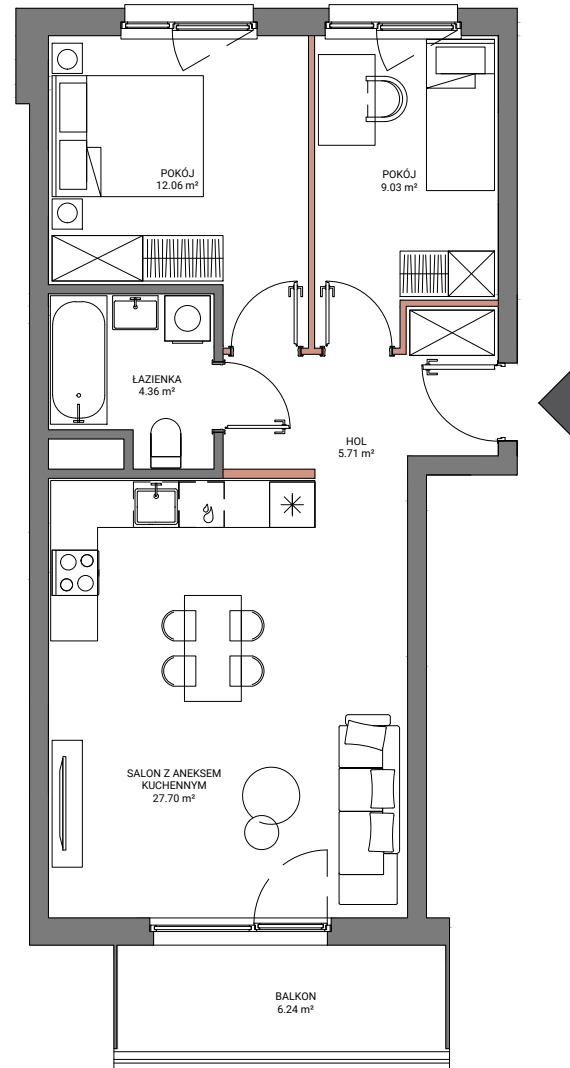 POKÓJ
12.06 m²
POKÓJ
9.03 m²
ŁAZIENKA
4.36 m²
HOL
5.71 m²
SALON Z ANEKSEM
KUCHENNYM
27.70 m²
BALKON
6.24 m²